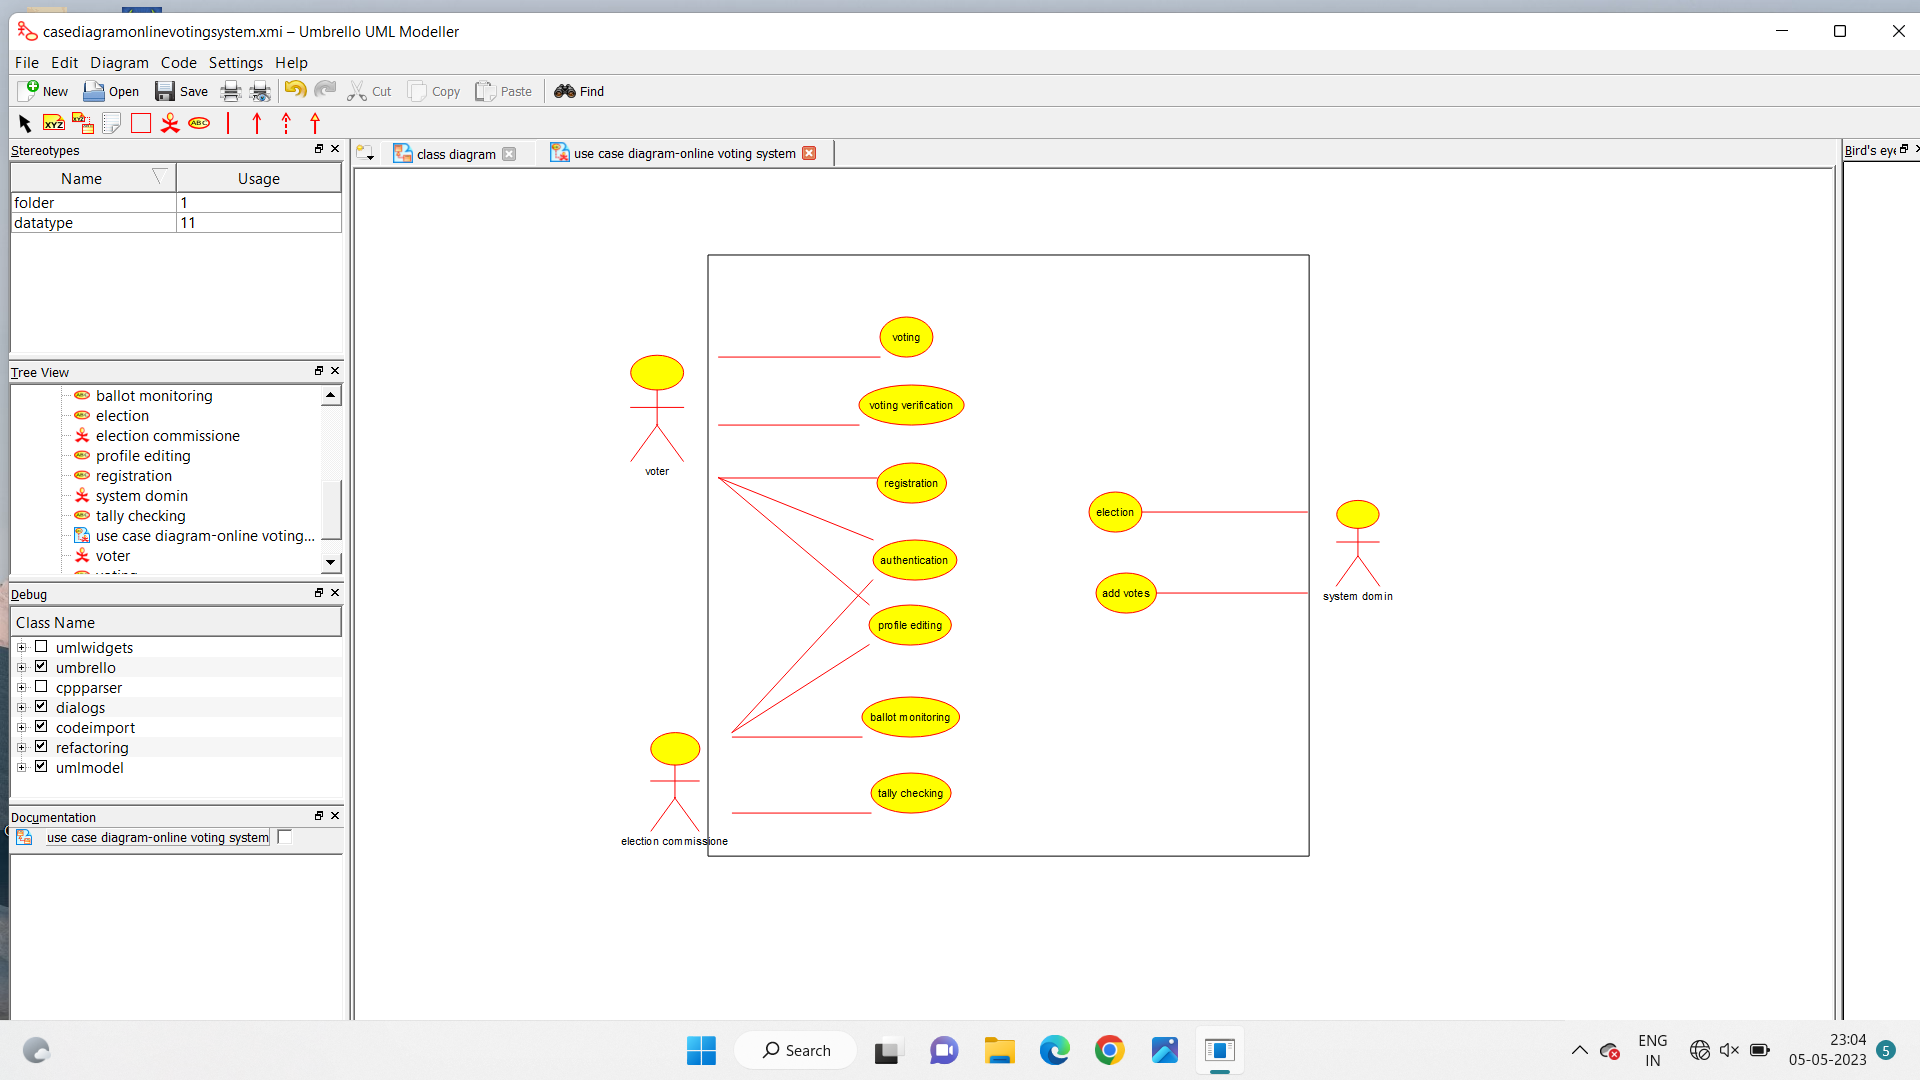 casediagramonlinevotingsystem.xmi – Umbrello UML Modeller
File Edit Diagram Code Settings Help
New Open Save Cut Copy Paste Find
XYZ XYZ ABC
Stereotypes
Name Usage
folder 1
datatype 11
Tree View
ballot monitoring
election
election commissione
profile editing
registration
system domin
tally checking
use case diagram-online voting...
voter
Debug
Class Name
umlwidgets
umbrello
cppparser
dialogs
codeimport
refactoring
umlmodel
Documentation
use case diagram-online voting system
class diagram
use case diagram-online voting system
Bird's eye
voting
voting verification
registration
authentication
profile editing
ballot monitoring
tally checking
election
add votes
voter
election commissione
system domin
Search
ENG
IN
23:04
05-05-2023
5